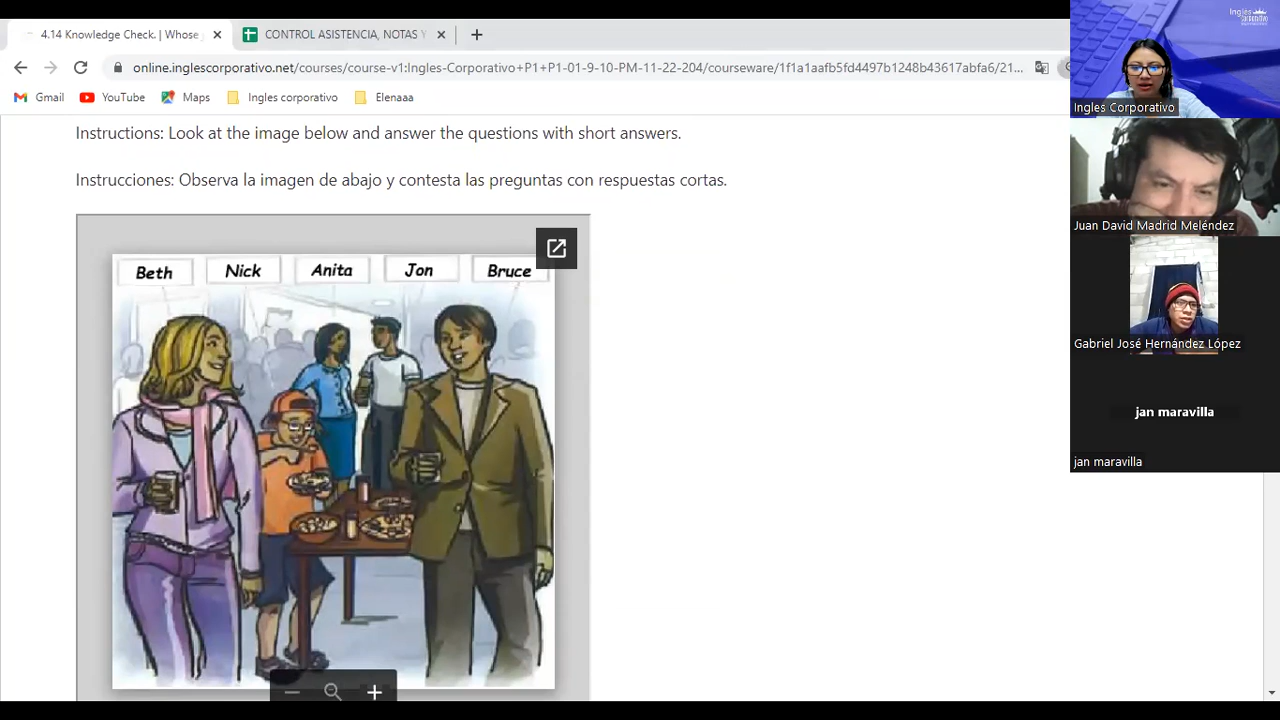 4.14 Knowledge Check. | Whose
CONTROL ASISTENCIA, NOTAS Y
online.inglescorporativo.net/courses/course-v1:Ingles_Corporativo+P1+P1-01-9-10-PM-11-22-204/courseware/1f1a1aafb5fd4497b1248b43617abfa6/21...
Gmail
YouTube
Maps
Ingles corporativo
Elenaaa
Instructions: Look at the image below and answer the questions with short answers.
Instrucciones: Observa la imagen de abajo y contesta las preguntas con respuestas cortas.
Beth
Nick
Anita
Jon
Bruce
Ingles
Corporativo
Ingles Corporativo
Juan David Madrid Meléndez
Gabriel José Hernández López
jan maravilla
jan maravilla